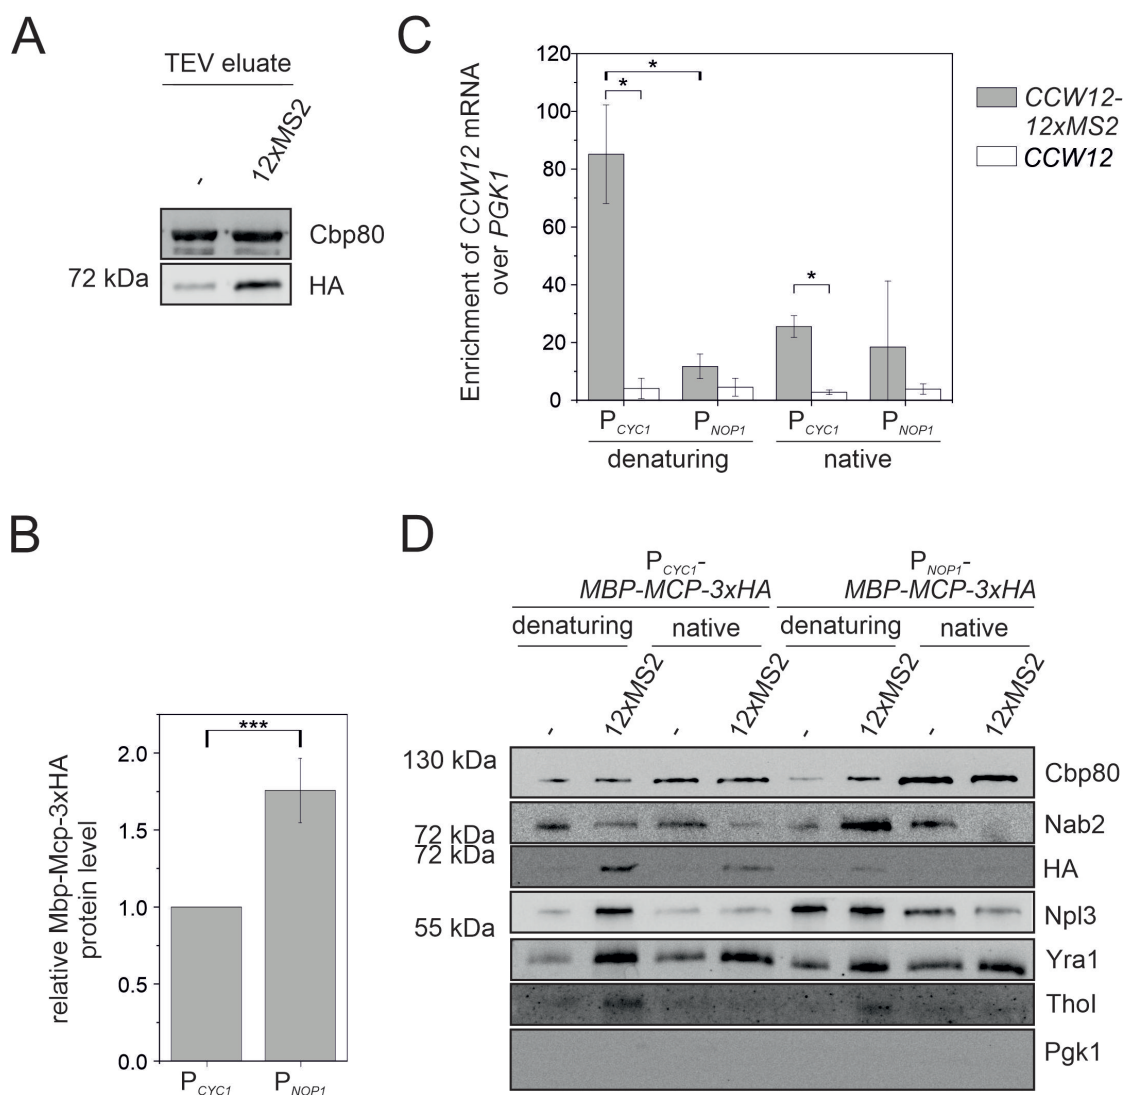 A
TEV eluate
-
12xMS2
Cbp80
72 kDa
HA
C
120
100
80
60
40
20
0
Enrichment of CCW12 mRNA
over PGK1
*
*
*
CCW12-
12xMS2
CCW12
PCYC1
PNOP1
PCYC1
PNOP1
denaturing
native
B
2.0
1.5
1.0
0.5
0.0
relative Mbp-Mcp-3xHA
protein level
***
PCYC1
PNOP1
D
PCYC1-
MBP-MCP-3xHA
PNOP1-
MBP-MCP-3xHA
denaturing
native
denaturing
native
-
12xMS2
-
12xMS2
-
12xMS2
-
12xMS2
130 kDa
Cbp80
72 kDa
Nab2
72 kDa
HA
55 kDa
Npl3
Yra1
ThoI
Pgk1